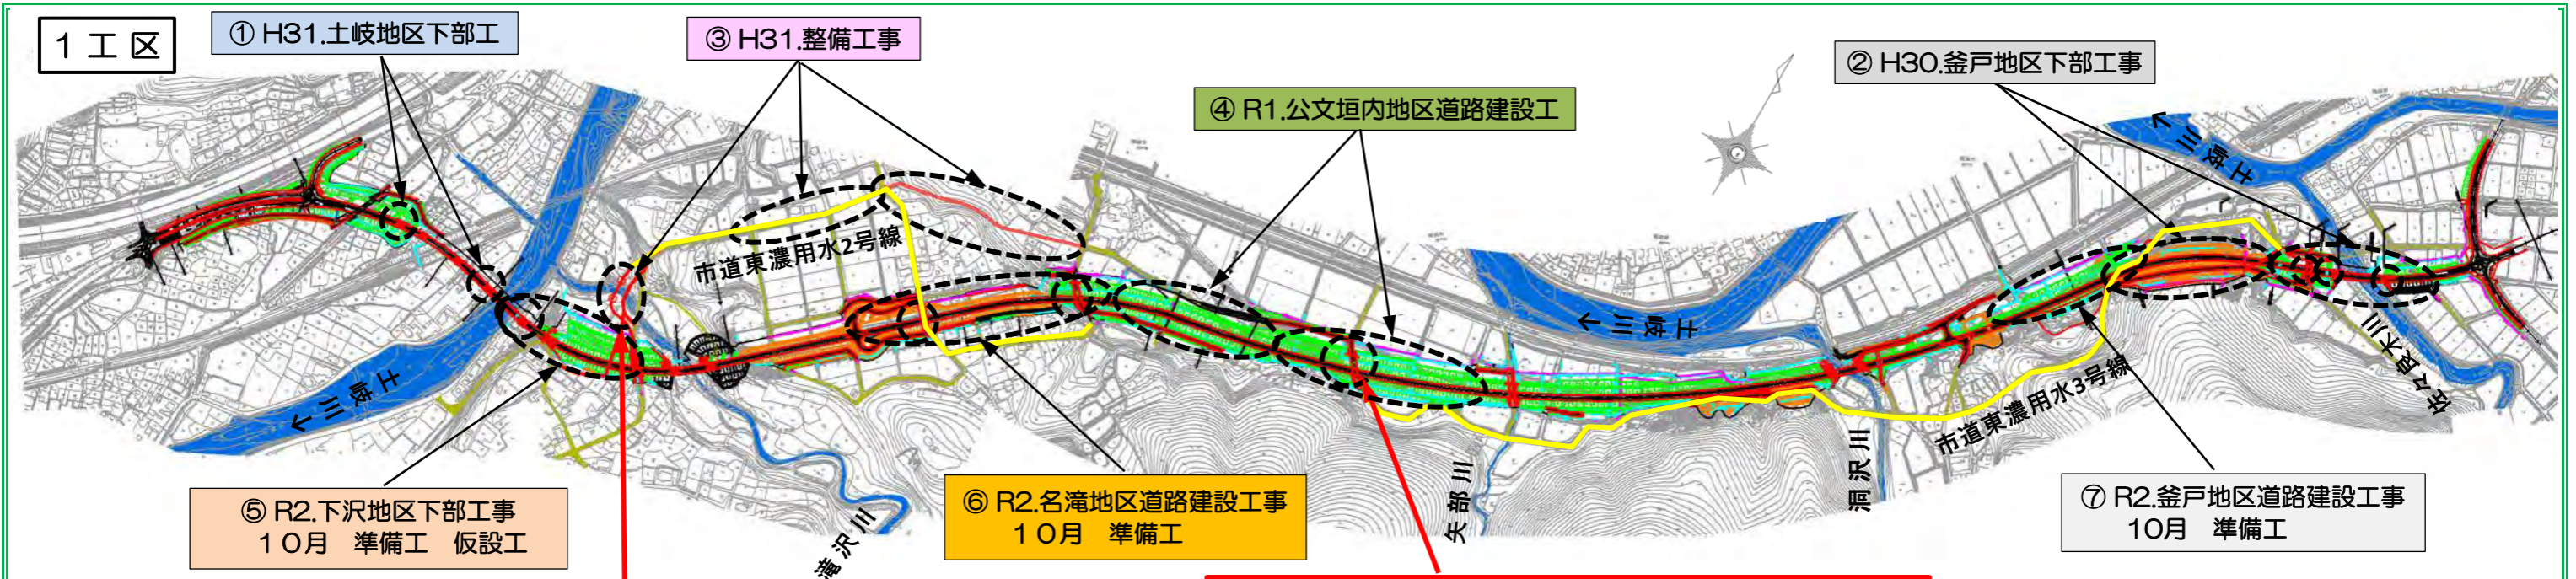 1 工 区
① H31.土岐地区下部工
③ H31.整備工事
② H30.釜戸地区下部工事
④ R1.公文垣内地区道路建設工
土岐川
←
市道東濃用水2号線
土岐川
←
土岐川
←
佐々良木川
市道東濃用水3号線
洞沢川
矢部川
滝沢川
⑤ R2.下沢地区下部工事
10月 準備工 仮設工
⑥ R2.名滝地区道路建設工事
10月 準備工
⑦ R2.釜戸地区道路建設工事
10月 準備工